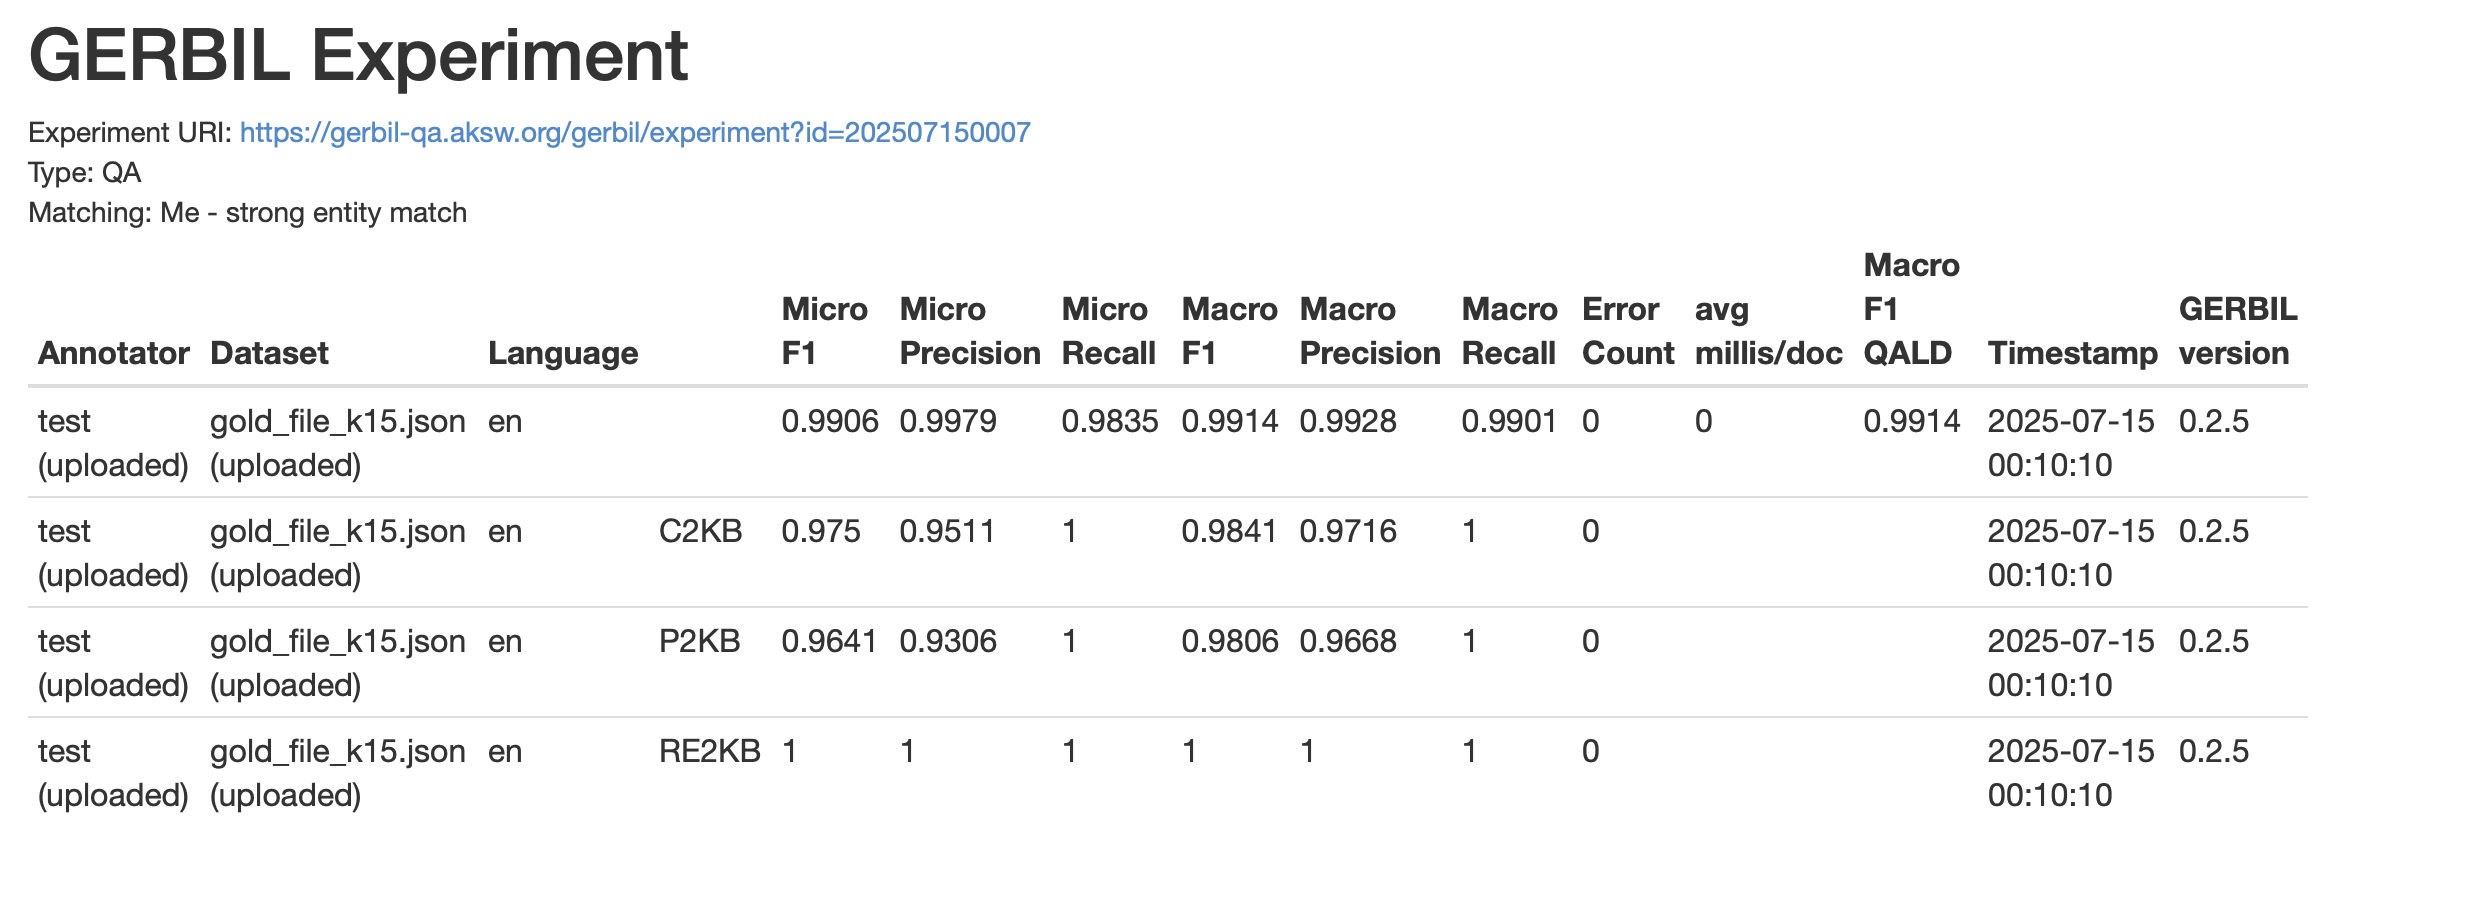 GERBIL Experiment
Experiment URI: https://gerbil-qa.aksw.org/gerbil/experiment?id=202507150007
Type: QA
Matching: Me - strong entity match
Macro
Micro Micro Micro Macro Macro Macro Error avg F1 GERBIL
Annotator Dataset Language F1 Precision Recall F1 Precision Recall Count millis/doc QALD Timestamp version
test gold_file_k15.json en 0.9906 0.9979 0.9835 0.9914 0.9928 0.9901 0 0 0.9914 2025-07-15 0.2.5
(uploaded) (uploaded) 00:10:10
test gold_file_k15.json en C2KB 0.975 0.9511 1 0.9841 0.9716 1 0 2025-07-15 0.2.5
(uploaded) (uploaded) 00:10:10
test gold_file_k15.json en P2KB 0.9641 0.9306 1 0.9806 0.9668 1 0 2025-07-15 0.2.5
(uploaded) (uploaded) 00:10:10
test gold_file_k15.json en RE2KB 1 1 1 1 1 1 0 2025-07-15 0.2.5
(uploaded) (uploaded) 00:10:10